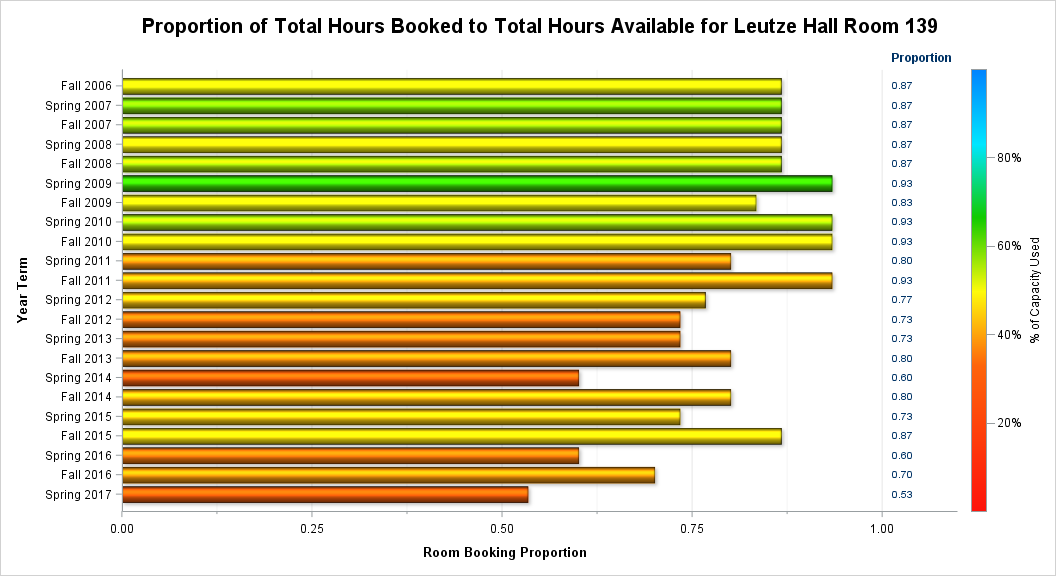 Proportion of Total Hours Booked to Total Hours Available for Leutze Hall Room 139
Proportion
Fall 2006 0.87
Spring 2007 0.87
Fall 2007 0.87
Spring 2008 0.87
Fall 2008 0.87
Spring 2009 0.93
Fall 2009 0.83
Spring 2010 0.93
Fall 2010 0.93
Spring 2011 0.80
Fall 2011 0.93
Spring 2012 0.77
Fall 2012 0.73
Spring 2013 0.73
Fall 2013 0.80
Spring 2014 0.60
Fall 2014 0.80
Spring 2015 0.73
Fall 2015 0.87
Spring 2016 0.60
Fall 2016 0.70
Spring 2017 0.53
Year Term
0.00 0.25 0.50 0.75 1.00
Room Booking Proportion
80%
60%
40%
20%
% of Capacity Used